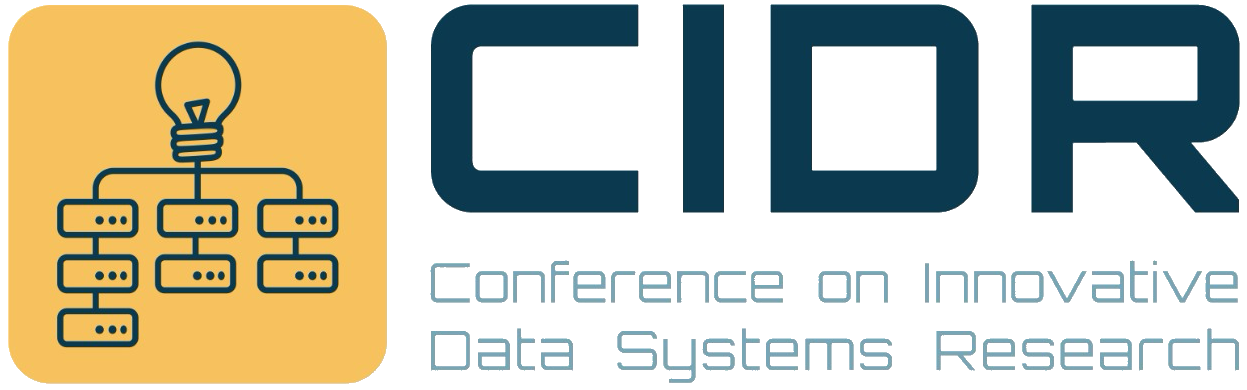 CIDR
Conference on Innovative
Data Systems Research